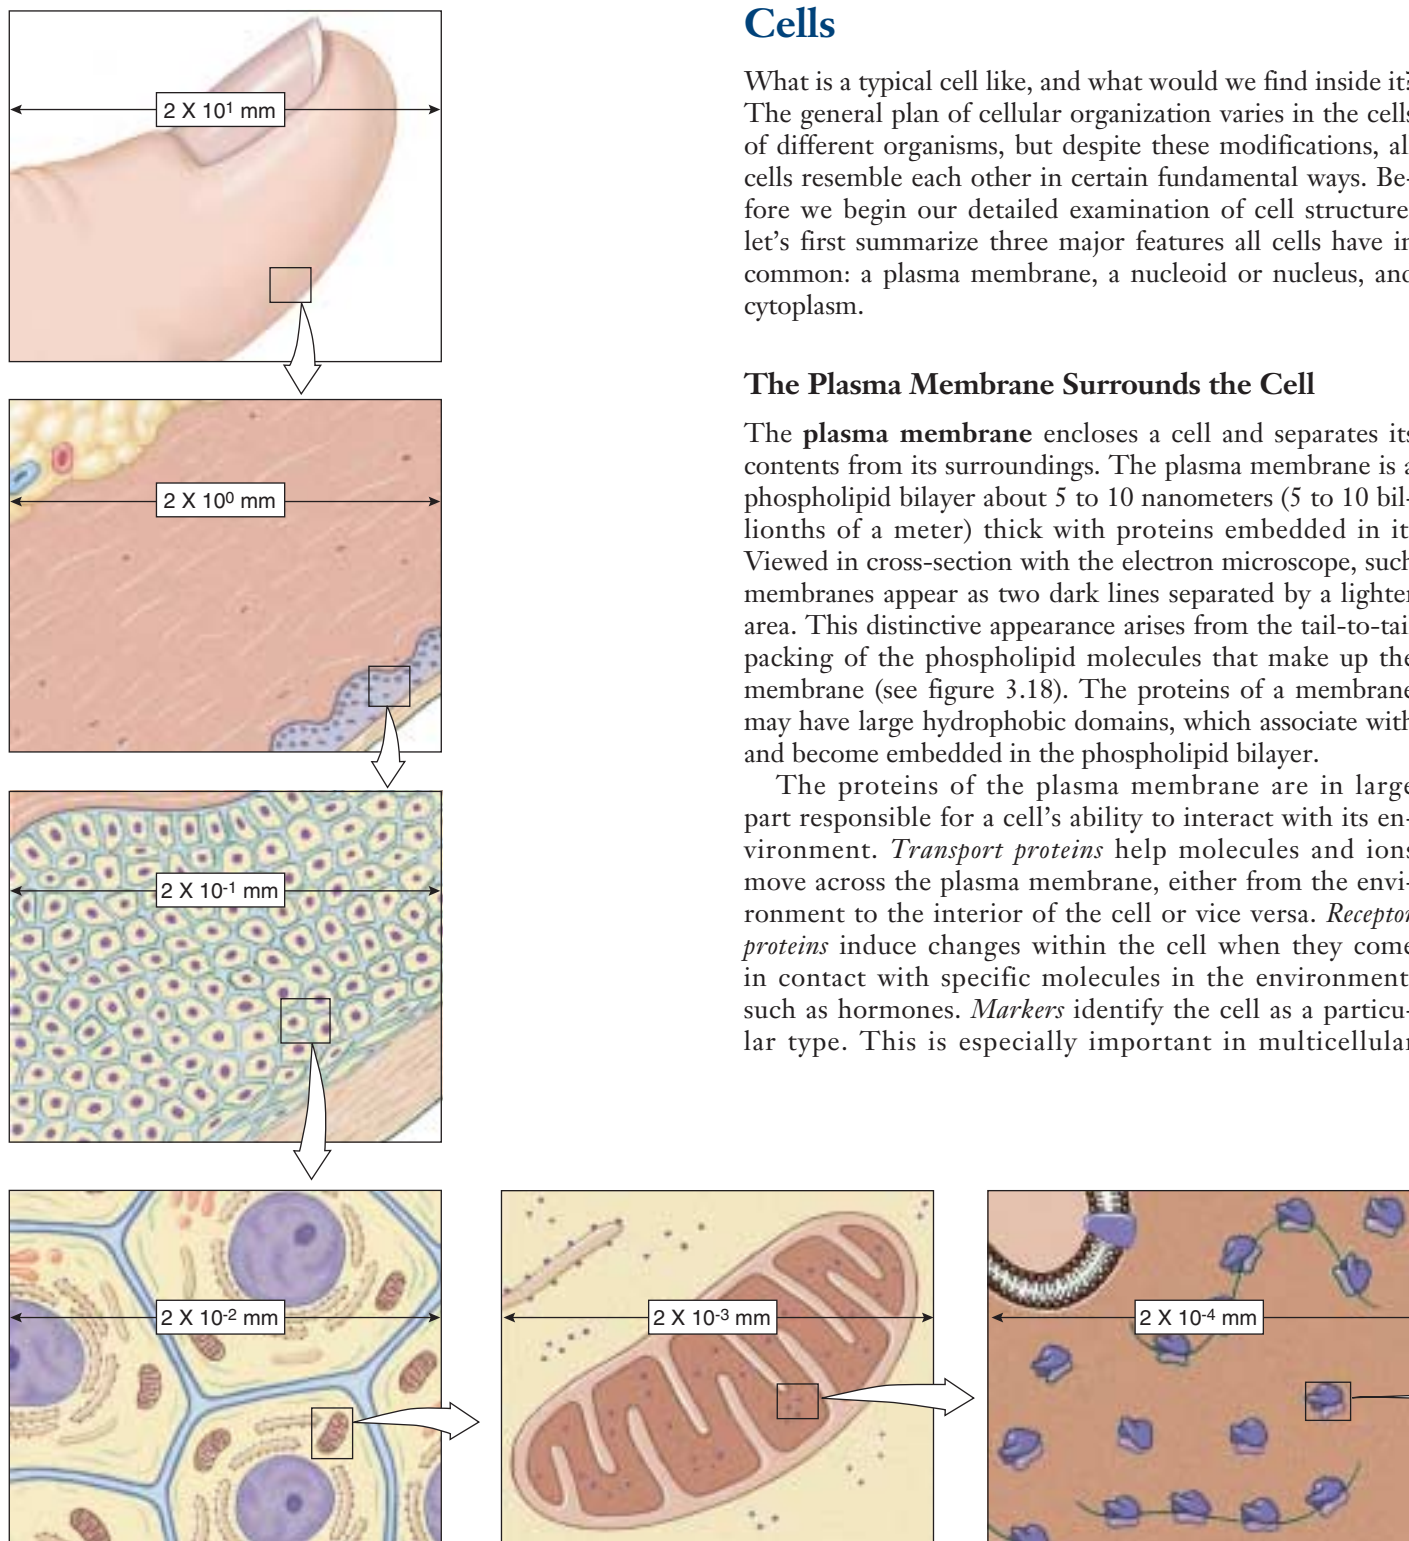 2 X 10¹ mm
2 X 10⁰ mm
2 X 10⁻¹ mm
2 X 10⁻² mm
2 X 10⁻³ mm
2 X 10⁻⁴ mm
Cells
What is a typical cell like, and what would we find inside it?
The general plan of cellular organization varies in the cells
of different organisms, but despite these modifications, al
cells resemble each other in certain fundamental ways. Be-
fore we begin our detailed examination of cell structure
let's first summarize three major features all cells have in
common: a plasma membrane, a nucleoid or nucleus, and
cytoplasm.
The Plasma Membrane Surrounds the Cell
The plasma membrane encloses a cell and separates its
contents from its surroundings. The plasma membrane is a
phospholipid bilayer about 5 to 10 nanometers (5 to 10 bil-
lionths of a meter) thick with proteins embedded in it
Viewed in cross-section with the electron microscope, such
membranes appear as two dark lines separated by a lighter
area. This distinctive appearance arises from the tail-to-tai
packing of the phospholipid molecules that make up the
membrane (see figure 3.18). The proteins of a membrane
may have large hydrophobic domains, which associate with
and become embedded in the phospholipid bilayer.
The proteins of the plasma membrane are in large
part responsible for a cell's ability to interact with its en-
vironment. Transport proteins help molecules and ions
move across the plasma membrane, either from the envi-
ronment to the interior of the cell or vice versa. Receptor
proteins induce changes within the cell when they come
in contact with specific molecules in the environment
such as hormones. Markers identify the cell as a particu-
lar type. This is especially important in multicellular